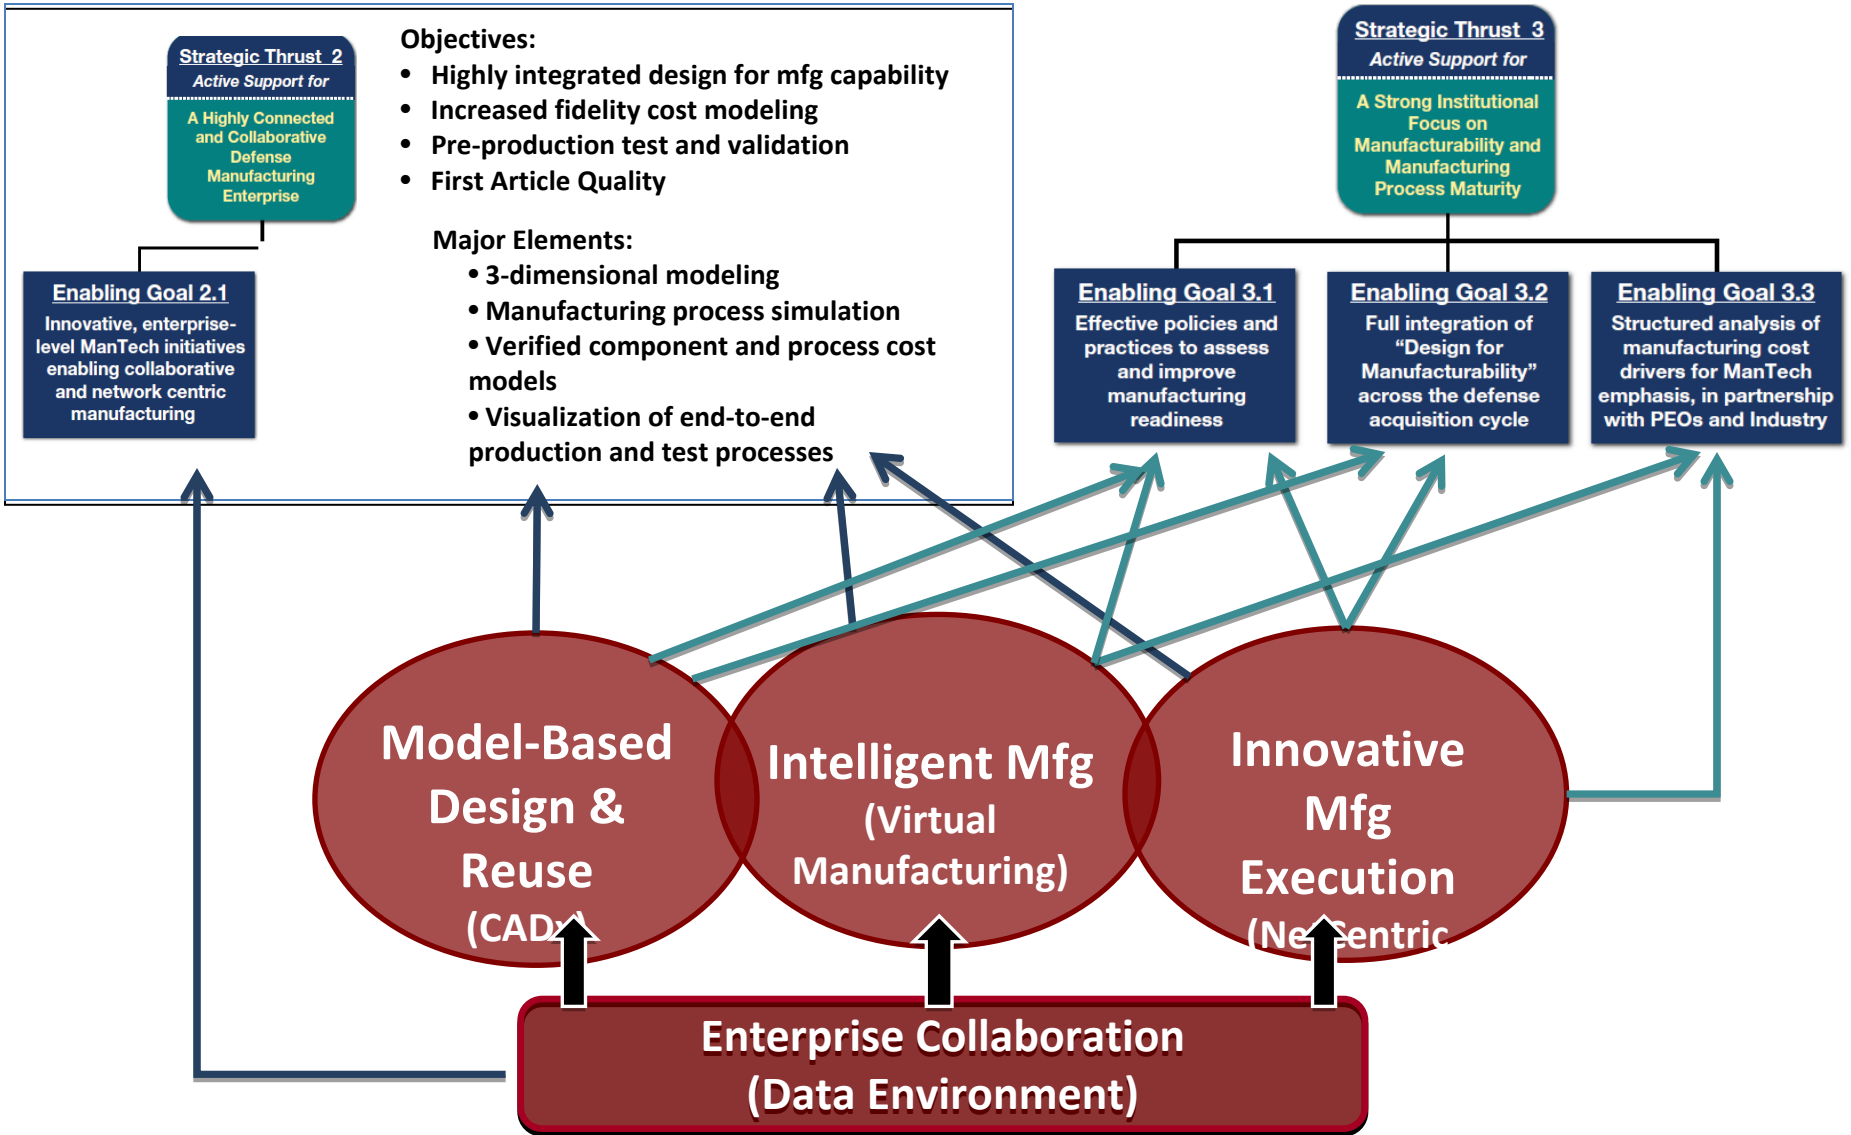 Strategic Thrust 2
Active Support for
A Highly Connected
and Collaborative
Defense
Manufacturing
Enterprise
Objectives:
• Highly integrated design for mfg capability
• Increased fidelity cost modeling
• Pre-production test and validation
• First Article Quality
Major Elements:
• 3-dimensional modeling
• Manufacturing process simulation
• Verified component and process cost
models
• Visualization of end-to-end
production and test processes
Enabling Goal 2.1
Innovative, enterprise-
level ManTech initiatives
enabling collaborative
and network centric
manufacturing
Strategic Thrust 3
Active Support for
A Strong Institutional
Focus on
Manufacturability and
Manufacturing
Process Maturity
Enabling Goal 3.1
Effective policies and
practices to assess
and improve
manufacturing
readiness
Enabling Goal 3.2
Full integration of
“Design for
Manufacturability”
across the defense
acquisition cycle
Enabling Goal 3.3
Structured analysis of
manufacturing cost
drivers for ManTech
emphasis, in partnership
with PEOs and Industry
Model-Based
Design &
Reuse
(CADx)
Intelligent Mfg
(Virtual
Manufacturing)
Innovative
Mfg
Execution
(NetCentric
Enterprise Collaboration
(Data Environment)